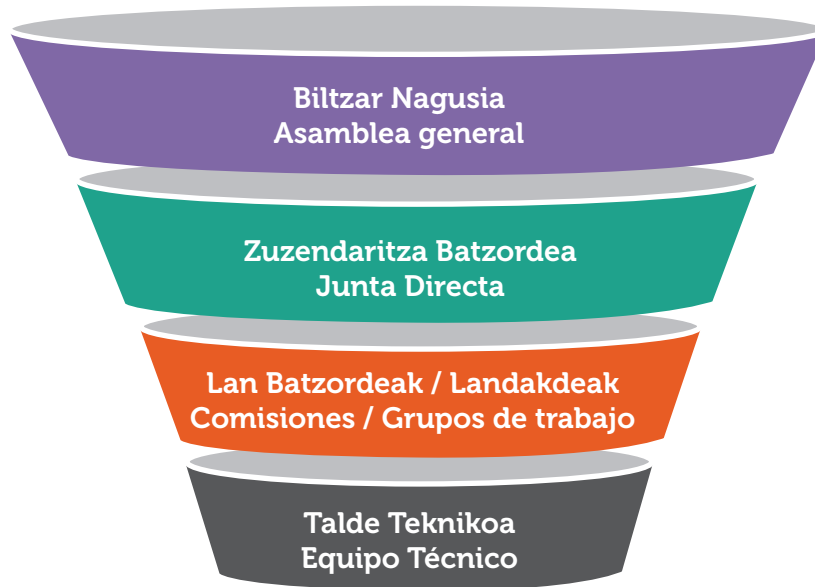 Biltzar Nagusia
Asamblea general
Zuzendaritza Batzordea
Junta Directa
Lan Batzordeak / Landakdeak
Comisiones / Grupos de trabajo
Talde Teknikoa
Equipo Técnico